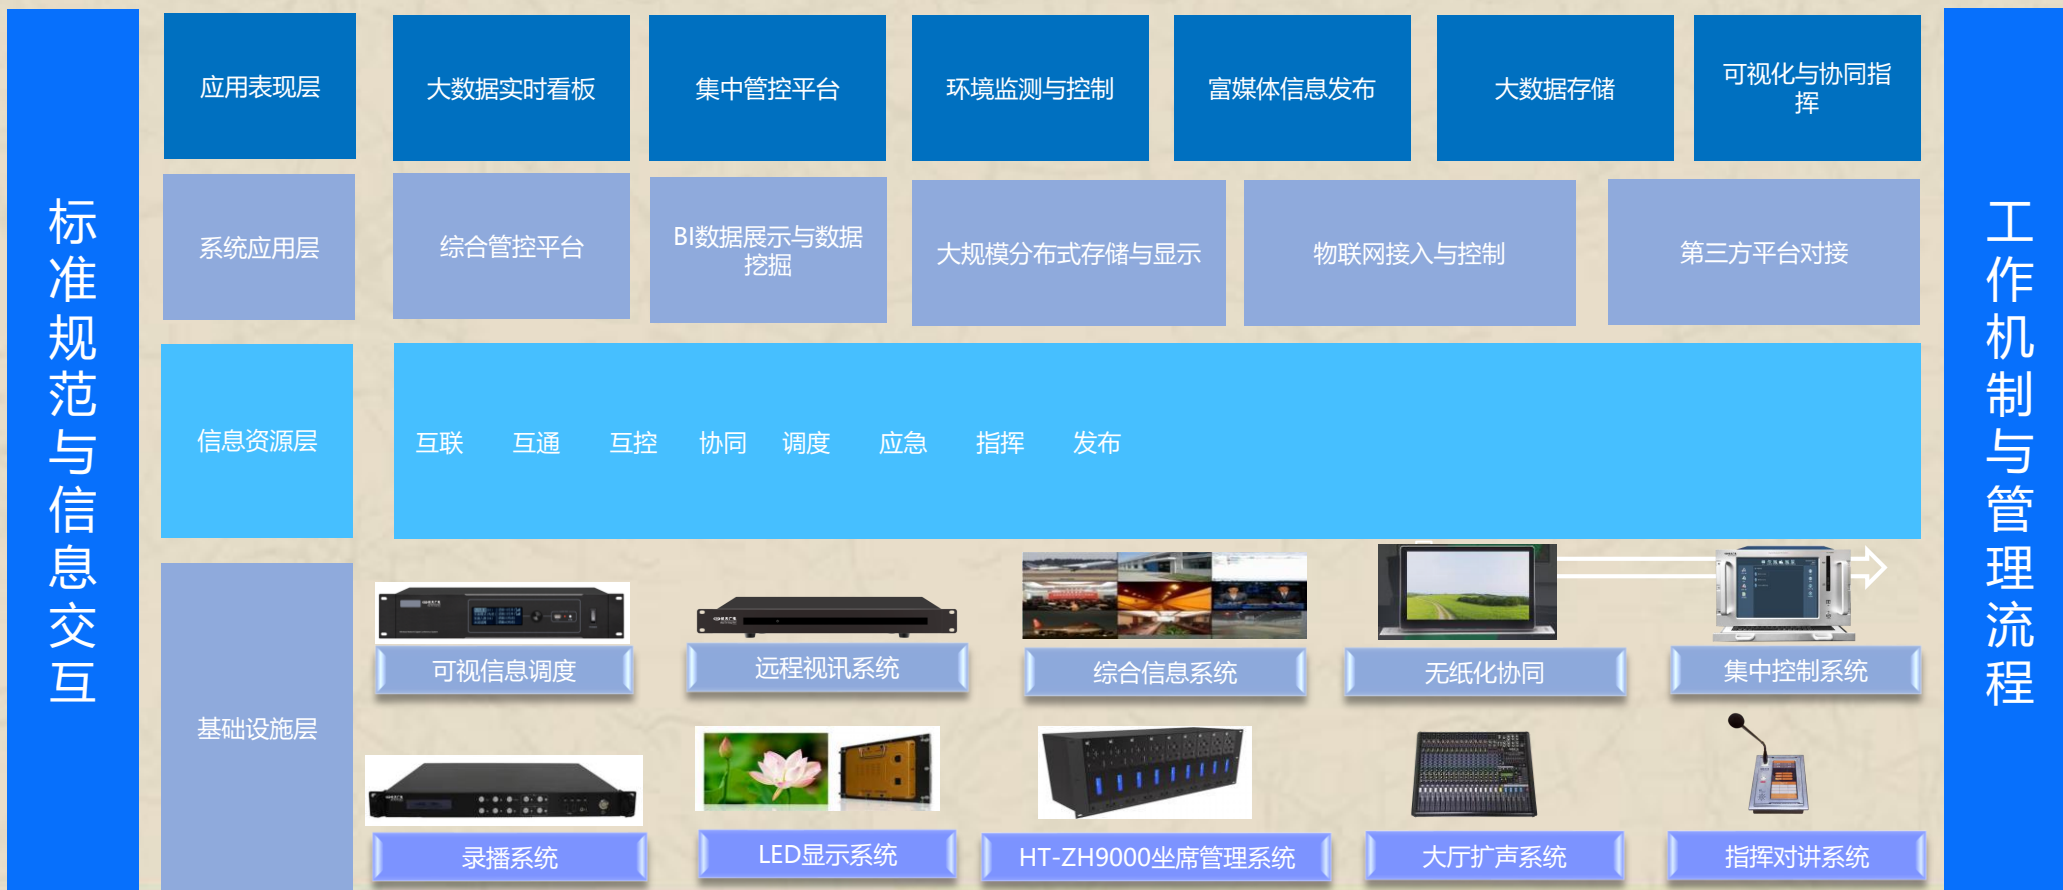 标准规范与信息交互
应用表现层
大数据实时看板
集中管控平台
环境监测与控制
富媒体信息发布
大数据存储
可视化与协同指
挥
系统应用层
综合管控平台
BI数据展示与数据
挖掘
大规模分布式存储与显示
物联网接入与控制
第三方平台对接
信息资源层
互联 互通 互控 协同 调度 应急 指挥 发布
基础设施层
可视信息调度
远程视讯系统
综合信息系统
无纸化协同
集中控制系统
录播系统
LED显示系统
HT-ZH9000坐席管理系统
大厅扩声系统
指挥对讲系统
工作机制与管理流程